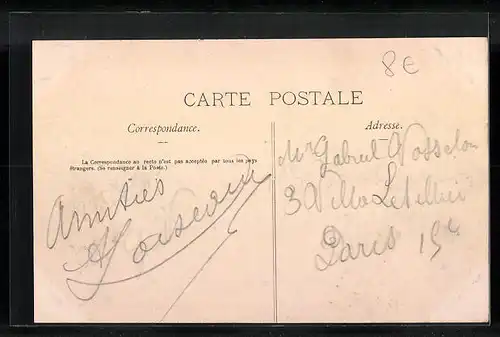 8€
CARTE POSTALE
Correspondance.
Adresse.
La Correspondance au recto n'est pas acceptée par tous les pays
Étrangers. (Se renseigner à la Poste.)
Amitiés
Mr Gabriel
3 Villa Letellier
Paris 15e